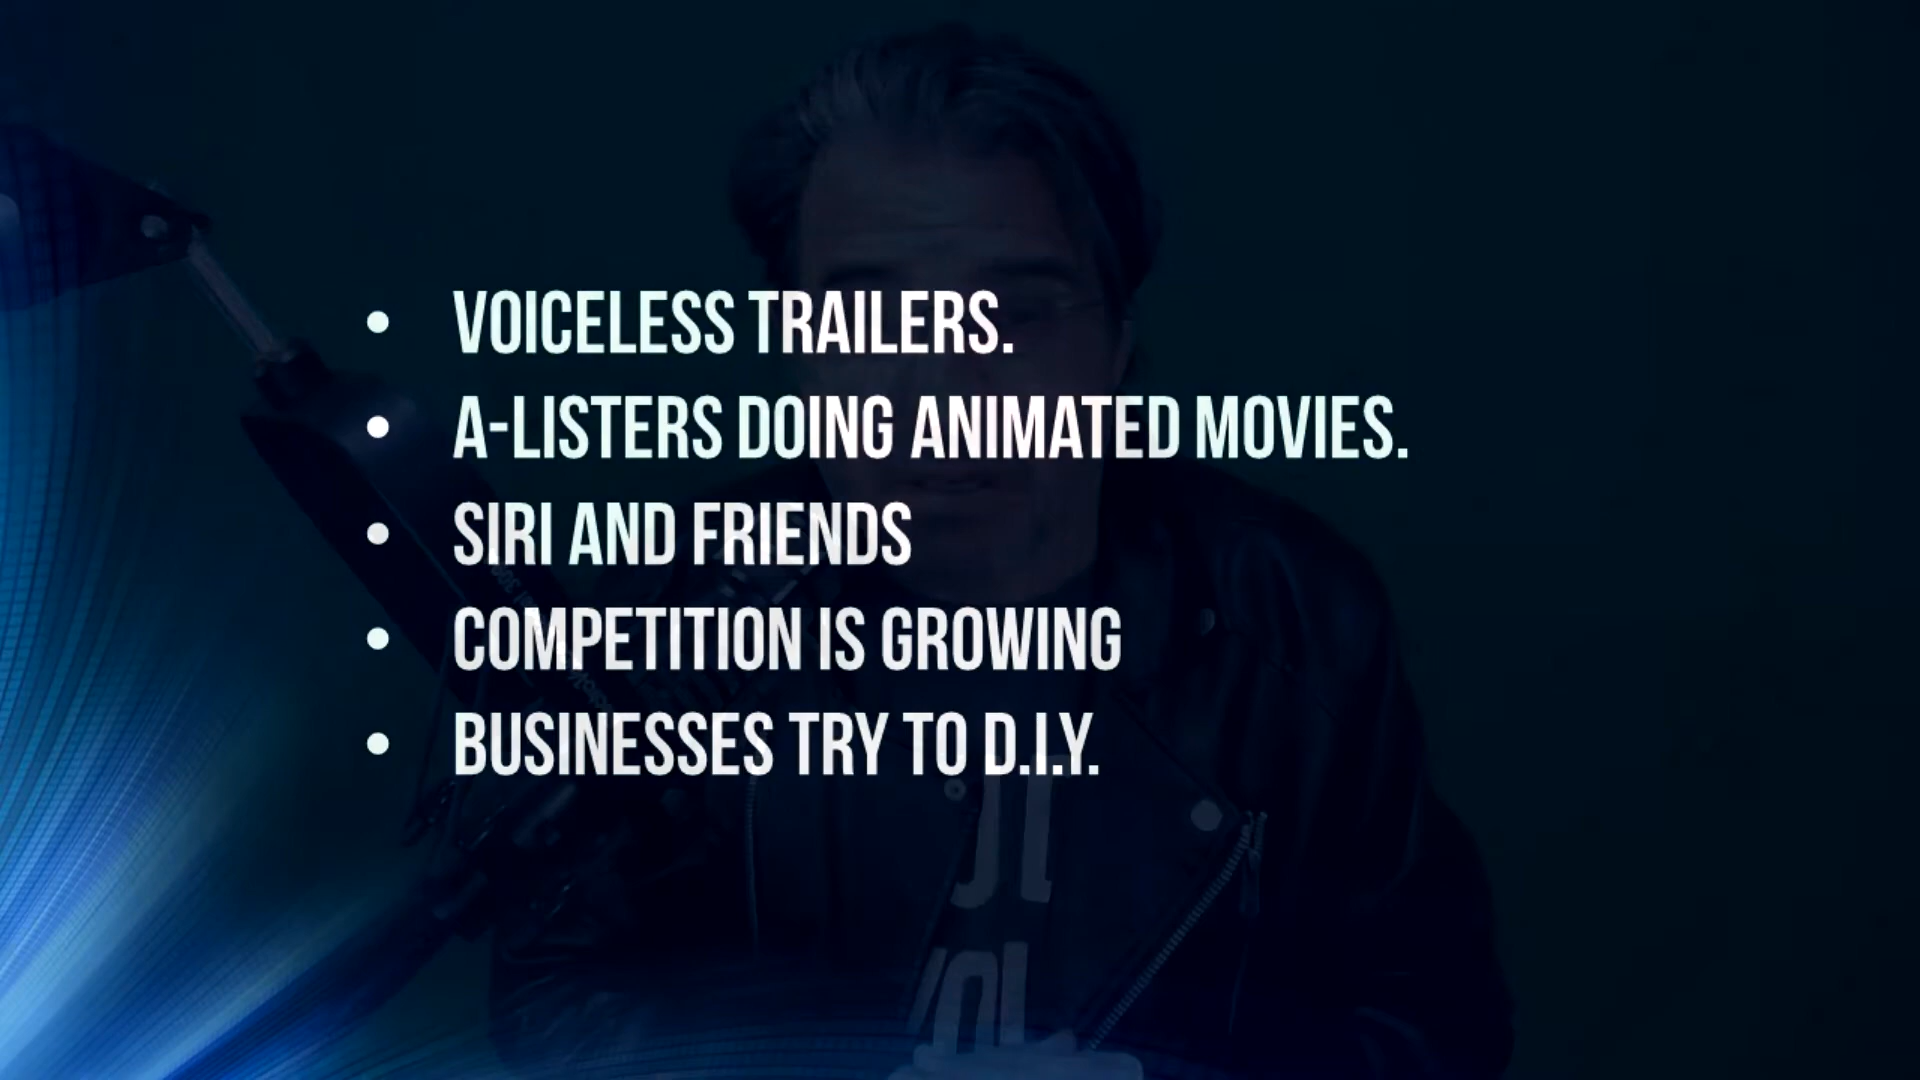 • VOICELESS TRAILERS.
• A-LISTERS DOING ANIMATED MOVIES.
• SIRI AND FRIENDS
• COMPETITION IS GROWING
• BUSINESSES TRY TO D.I.Y.